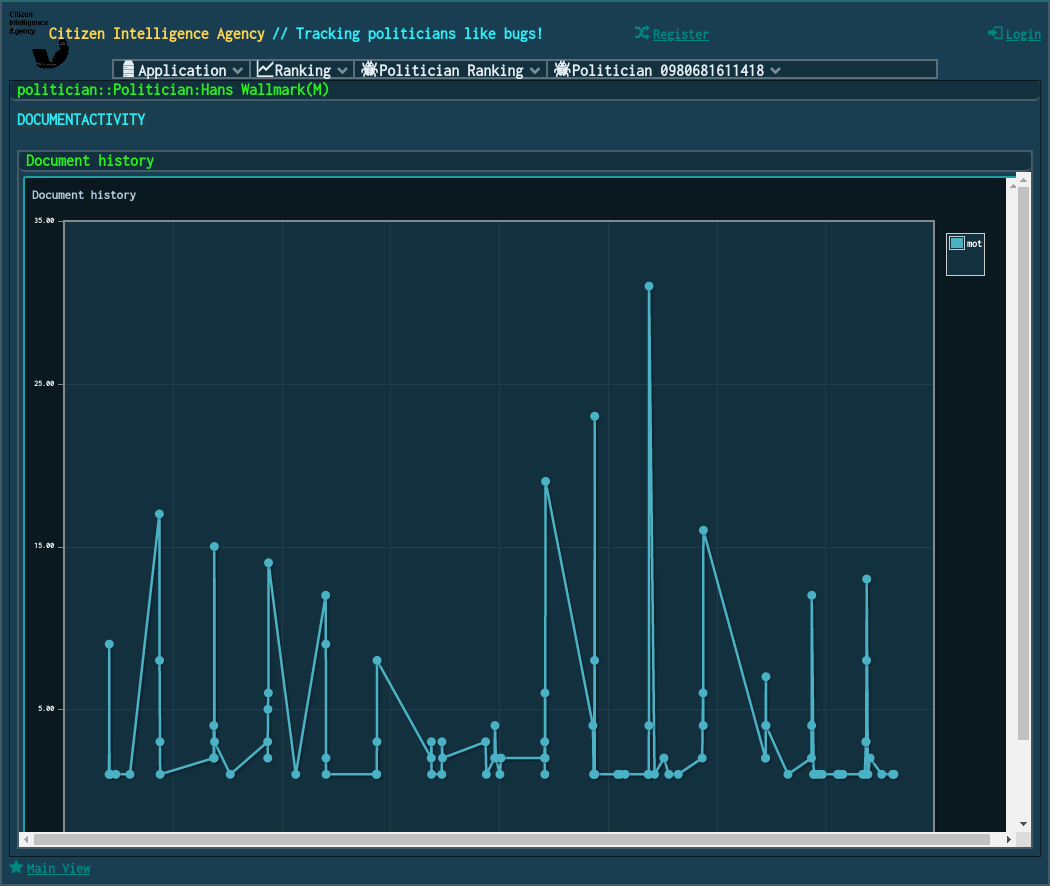 Citizen
Intelligence
Agency
Citizen Intelligence Agency // Tracking politicians like bugs!
Register
Login
Application
Ranking
Politician Ranking
Politician 0980681611418
politician::Politician:Hans Wallmark(M)
DOCUMENTACTIVITY
Document history
Document history
35.00
mot
25.00
15.00
5.00
Main View